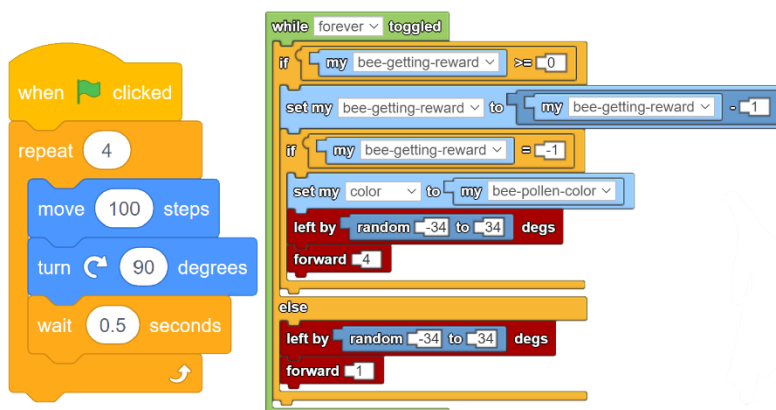 when clicked
repeat 4
move 100 steps
turn 90 degrees
wait 0.5 seconds
while forever toggled
if my bee-getting-reward >= 0
set my bee-getting-reward to my bee-getting-reward - 1
if my bee-getting-reward = -1
set my color to my bee-pollen-color
left by random -34 to 34 degs
forward 4
else
left by random -34 to 34 degs
forward 1